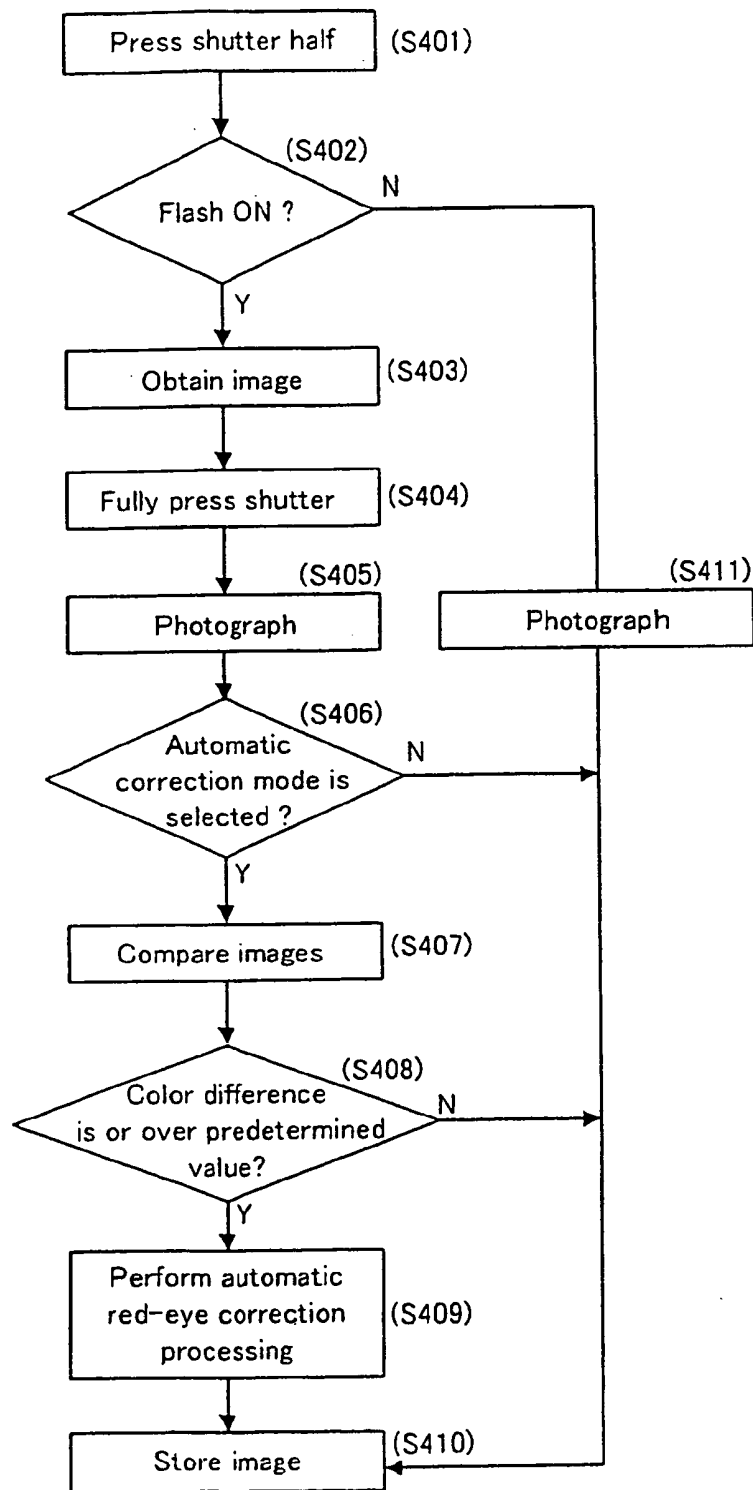 Press shutter half (S401)
(S402)
Flash ON ?
N
Y
Obtain image (S403)
Fully press shutter (S404)
(S405)
Photograph
(S411)
Photograph
(S406)
Automatic
correction mode is
selected ?
N
Y
Compare images (S407)
(S408)
Color difference
is or over predetermined
value?
N
Y
Perform automatic
red-eye correction
processing
(S409)
Store image (S410)